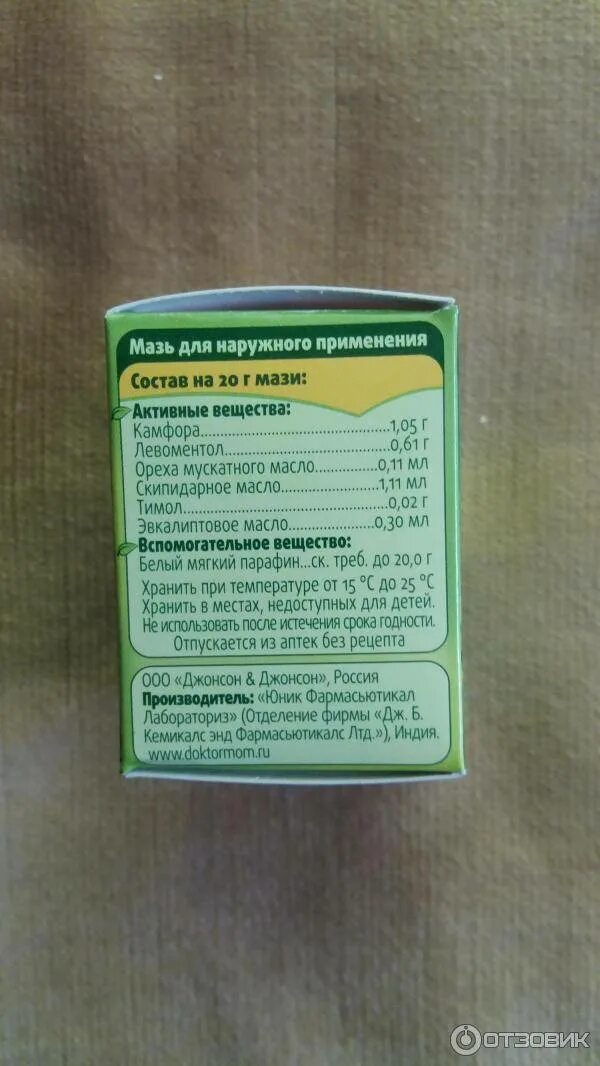 Мазь для наружного применения
Состав на 20 г мази:
Активные вещества:
Камфора..........................1,05 г
Левоментол......................0,61 г
Ореха мускатного масло........0,11 мл
Скипидарное масло.............1,11 мл
Тимол..............................0,02 г
Эвкалиптовое масло...........0,30 мл
Вспомогательное вещество:
Белый мягкий парафин...ск. треб. до 20,0 г
Хранить при температуре от 15 °С до 25 °С
Хранить в местах, недоступных для детей.
Не использовать после истечения срока годности.
Отпускается из аптек без рецепта
ООО «Джонсон & Джонсон», Россия
Производитель: «Юник Фармасьютикал
Лабораториз» (Отделение фирмы «Дж. Б.
Кемикалс энд Фармасьютикалс Лтд.»), Индия.
www.doktormom.ru
ОТЗОВИК